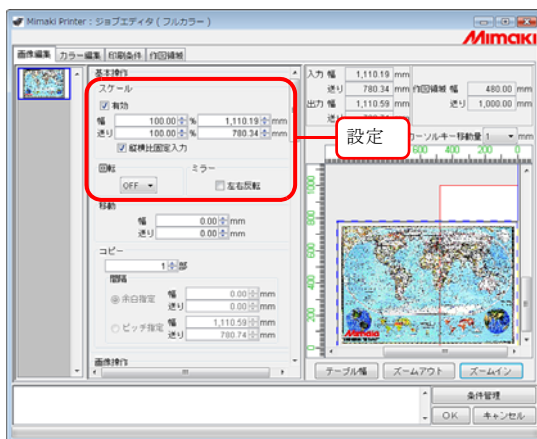 Mimaki Printer : ジョブエディタ ( フルカラー )
Mimaki
画像編集 カラー編集 印刷条件 作図領域
基本操作
スケール
有効
幅 100.00 % 1,110.19 mm
送り 100.00 % 780.34 mm
縦横比固定入力
回転 ミラー
OFF 左右反転
移動
幅 0.00 mm
送り 0.00 mm
コピー
1 部
間隔
余白指定 幅 0.00 mm
送り 0.00 mm
ピッチ指定 幅 1,110.59 mm
送り 780.74 mm
画像操作
入力 幅 1,110.19 mm
送り 780.34 mm 作図領域 幅 480.00 mm
出力 幅 1,110.59 mm 送り 1,000.00 mm
設定
カーソルキー移動量 1 mm
600 400 200 0
Mimaki
テーブル幅 ズームアウト ズームイン
条件管理
OK キャンセル